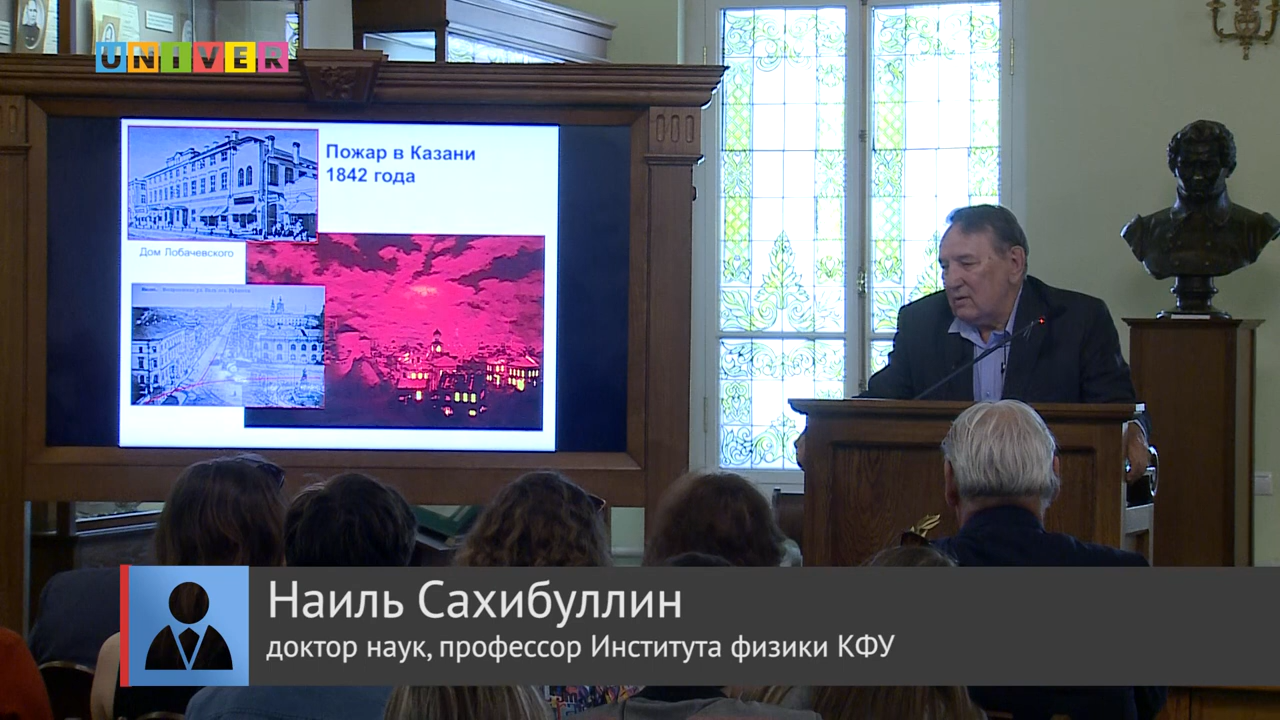 UNIVER
Пожар в Казани
1842 года
Дом Лобачевского
Наиль Сахибуллин
доктор наук, профессор Института физики КФУ